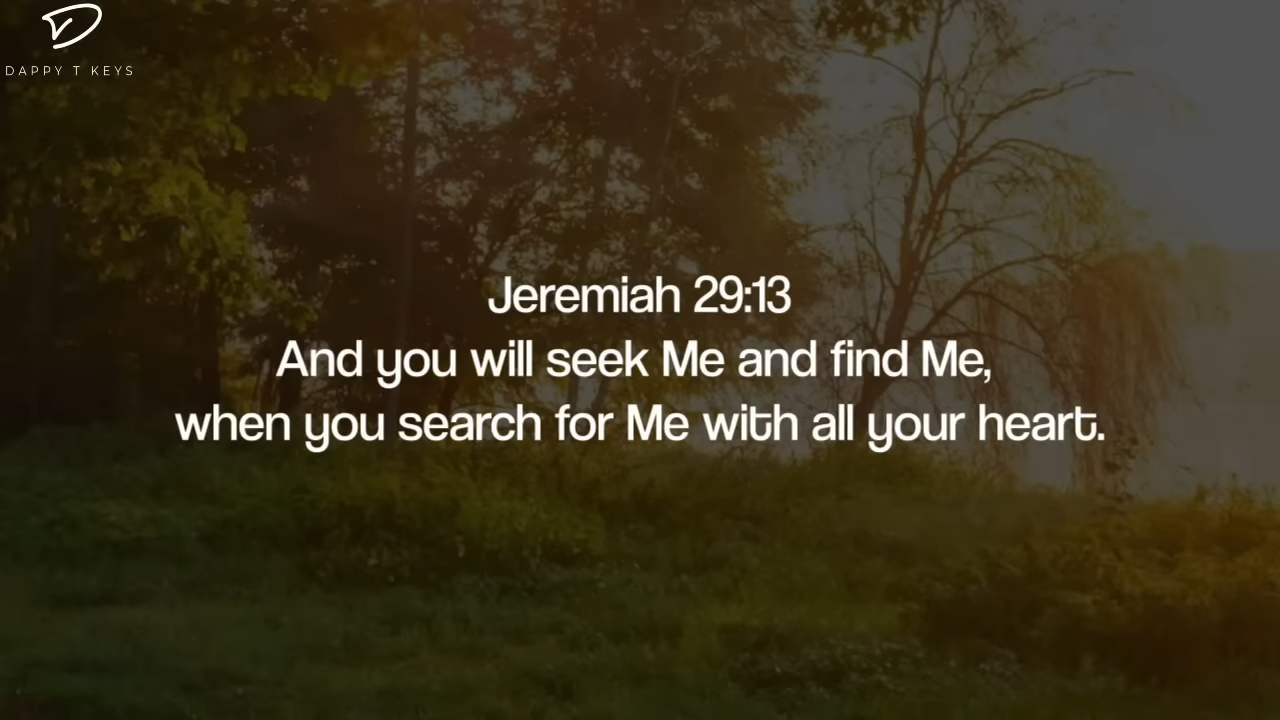 DAPPY T KEYS
Jeremiah 29:13
And you will seek Me and find Me,
when you search for Me with all your heart.